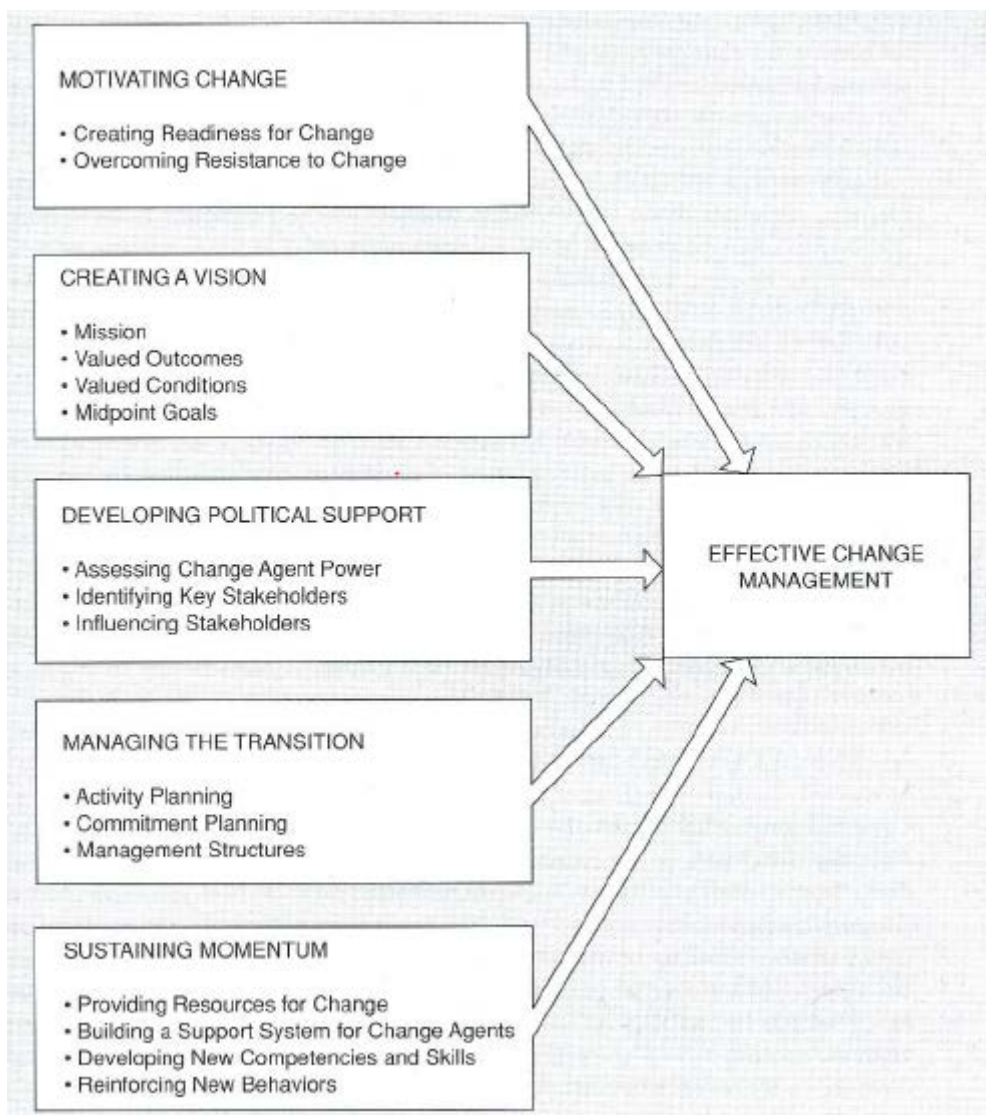 MOTIVATING CHANGE
• Creating Readiness for Change
• Overcoming Resistance to Change
CREATING A VISION
• Mission
• Valued Outcomes
• Valued Conditions
• Midpoint Goals
DEVELOPING POLITICAL SUPPORT
• Assessing Change Agent Power
• Identifying Key Stakeholders
• Influencing Stakeholders
MANAGING THE TRANSITION
• Activity Planning
• Commitment Planning
• Management Structures
SUSTAINING MOMENTUM
• Providing Resources for Change
• Building a Support System for Change Agents
• Developing New Competencies and Skills
• Reinforcing New Behaviors
EFFECTIVE CHANGE
MANAGEMENT